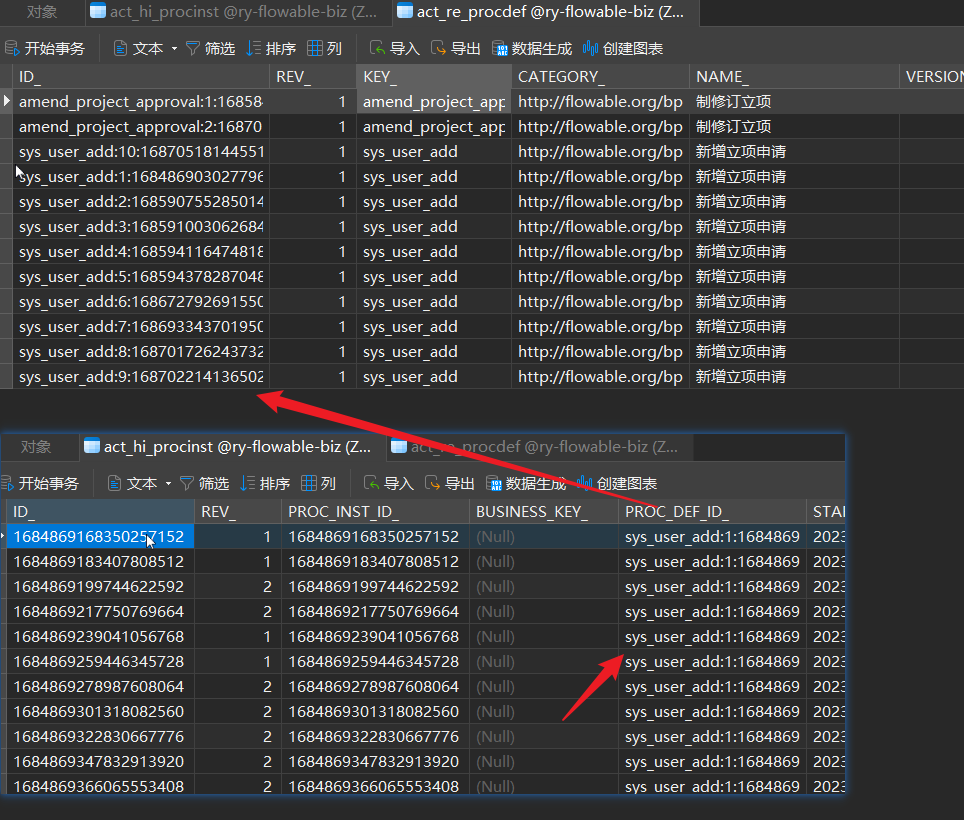 对象 act_hi_procinst @ry-flowable-biz (Z... act_re_procdef @ry-flowable-biz (Z...
开始事务 文本 筛选 排序 列 导入 导出 数据生成 创建图表
ID_ REV_ KEY_ CATEGORY_ NAME_ VERSION
amend_project_approval:1:16858 1 amend_project_app http://flowable.org/bp 制修订立项
amend_project_approval:2:16870 1 amend_project_app http://flowable.org/bp 制修订立项
sys_user_add:10:16870518144551 1 sys_user_add http://flowable.org/bp 新增立项申请
sys_user_add:1:168486903027796 1 sys_user_add http://flowable.org/bp 新增立项申请
sys_user_add:2:168590755285014 1 sys_user_add http://flowable.org/bp 新增立项申请
sys_user_add:3:168591003062684 1 sys_user_add http://flowable.org/bp 新增立项申请
sys_user_add:4:168594116474818 1 sys_user_add http://flowable.org/bp 新增立项申请
sys_user_add:5:168594378287048 1 sys_user_add http://flowable.org/bp 新增立项申请
sys_user_add:6:168672792691550 1 sys_user_add http://flowable.org/bp 新增立项申请
sys_user_add:7:168693343701950 1 sys_user_add http://flowable.org/bp 新增立项申请
sys_user_add:8:168701726243732 1 sys_user_add http://flowable.org/bp 新增立项申请
sys_user_add:9:168702214136502 1 sys_user_add http://flowable.org/bp 新增立项申请
对象 act_hi_procinst @ry-flowable-biz (Z... act_re_procdef @ry-flowable-biz (Z...
开始事务 文本 筛选 排序 列 导入 导出 数据生成 创建图表
ID_ REV_ PROC_INST_ID_ BUSINESS_KEY_ PROC_DEF_ID_ STAI
1684869168350257152 1 1684869168350257152 (Null) sys_user_add:1:1684869 2023
1684869183407808512 1 1684869183407808512 (Null) sys_user_add:1:1684869 2023
1684869199744622592 2 1684869199744622592 (Null) sys_user_add:1:1684869 2023
1684869217750769664 2 1684869217750769664 (Null) sys_user_add:1:1684869 2023
1684869239041056768 1 1684869239041056768 (Null) sys_user_add:1:1684869 2023
1684869259446345728 1 1684869259446345728 (Null) sys_user_add:1:1684869 2023
1684869278987608064 2 1684869278987608064 (Null) sys_user_add:1:1684869 2023
1684869301318082560 2 1684869301318082560 (Null) sys_user_add:1:1684869 2023
1684869322830667776 2 1684869322830667776 (Null) sys_user_add:1:1684869 2023
1684869347832913920 2 1684869347832913920 (Null) sys_user_add:1:1684869 2023
1684869366065553408 2 1684869366065553408 (Null) sys_user_add:1:1684869 2023